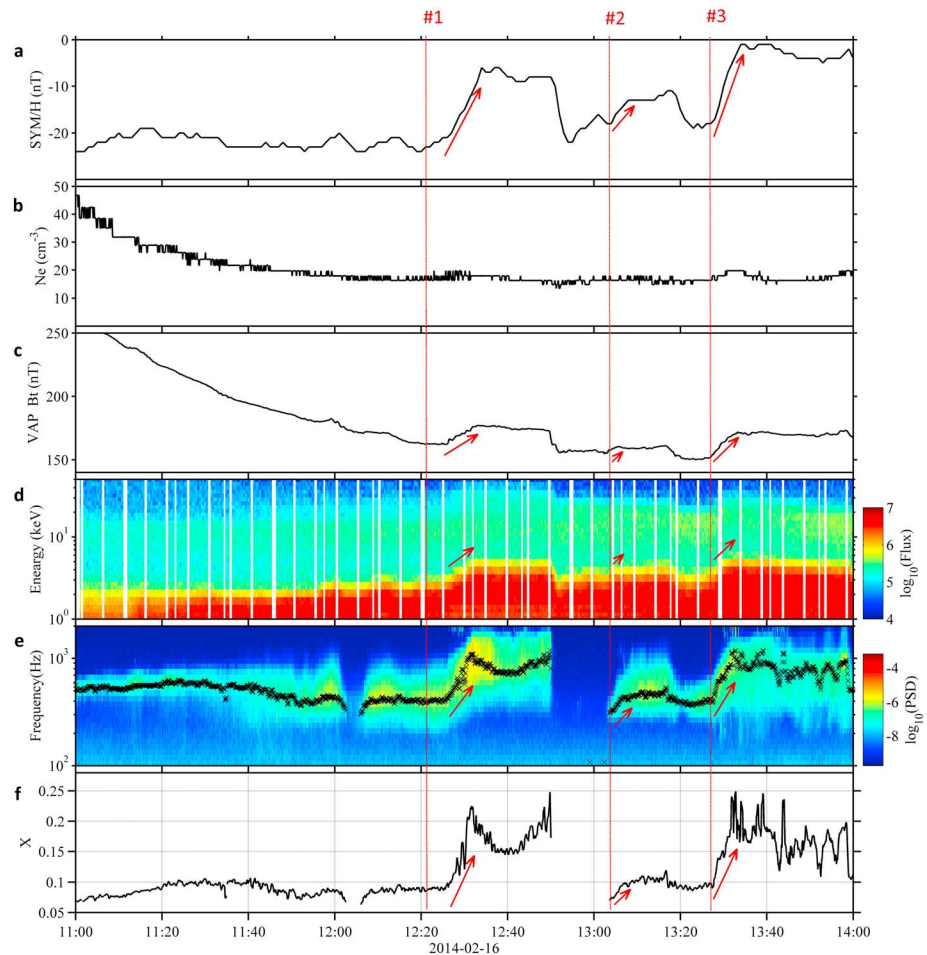 #1 #2 #3
a
0
-10
-20
SYM/H (nT)
b
50
40
30
20
10
Ne (cm⁻³)
c
250
200
150
VAP Bt (nT)
d
10¹
10⁰
Eneargy (keV)
7
6
5
4
log₁₀(Flux)
e
10³
10²
Frequency(Hz)
-4
-6
-8
log₁₀(PSD)
f
0.25
0.2
0.15
0.1
0.05
X
11:00 11:20 11:40 12:00 12:20 12:40 13:00 13:20 13:40 14:00
2014-02-16